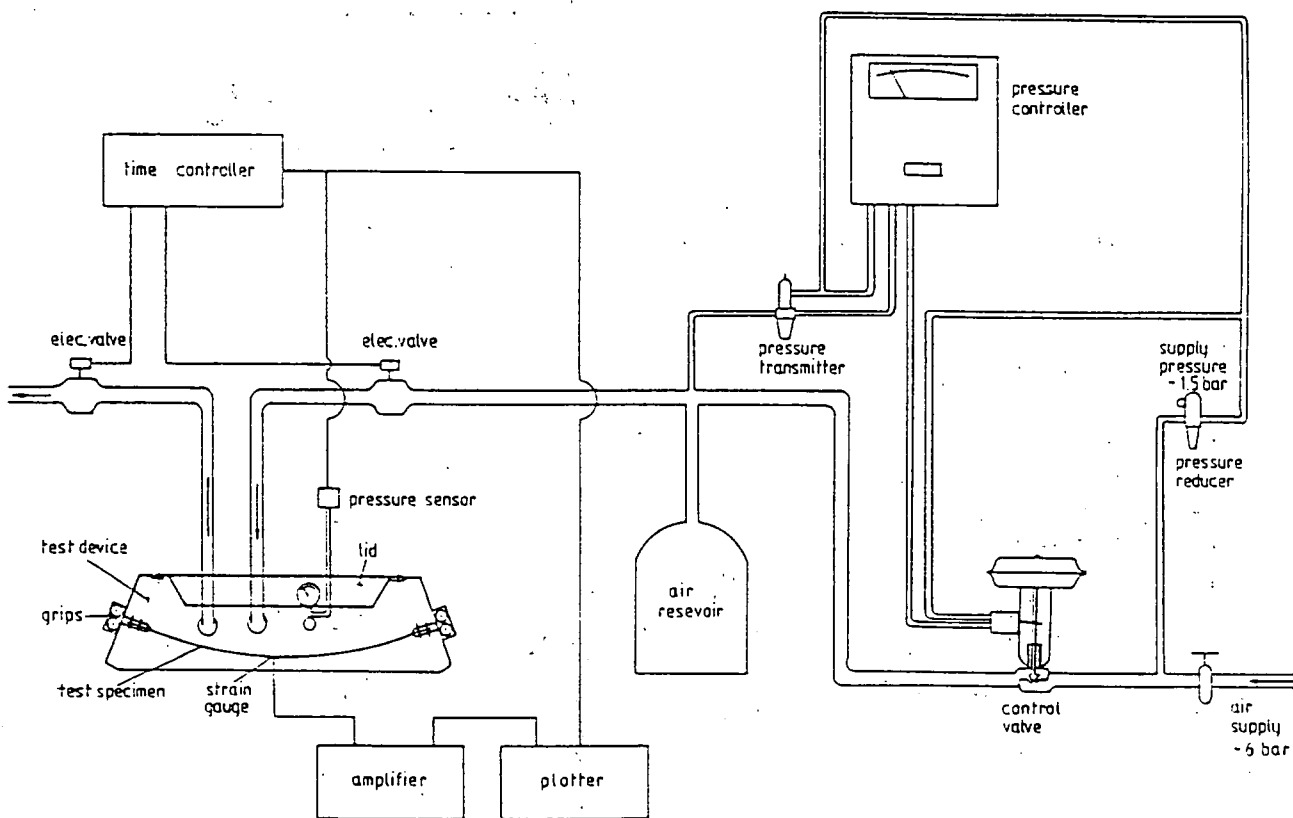 pressure
controller
time controller
elec.valve
elec.valve
pressure
transmitter
supply
pressure
~1.5 bar
pressure
reducer
pressure sensor
test device
lid
grips
air
resevoir
test specimen
strain
gauge
control
valve
air
supply
~6 bar
amplifier
plotter